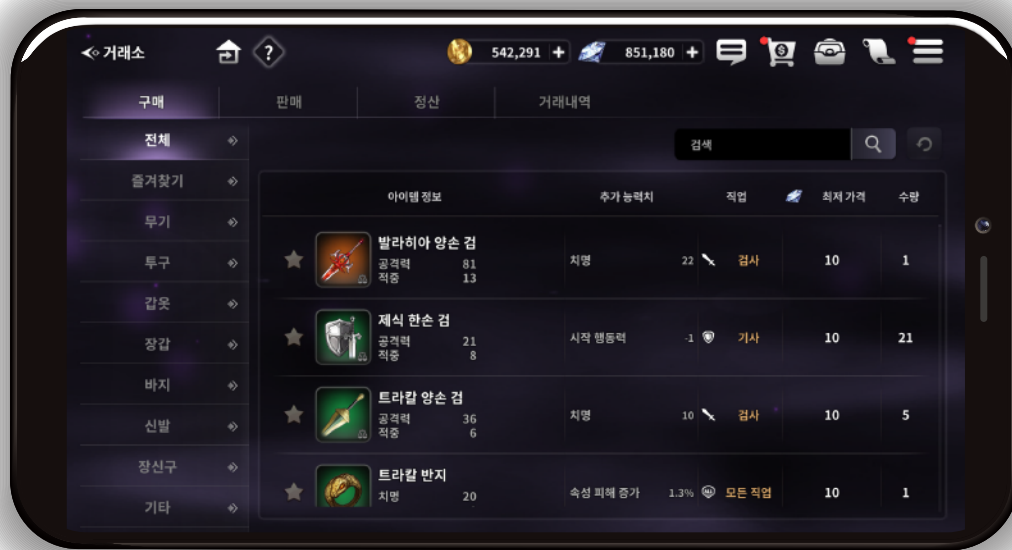 거래소
?
542,291 +
851,180 +
구매 판매 정산 거래내역
전체
즐겨찾기
무기
투구
갑옷
장갑
바지
신발
장신구
기타
검색
아이템 정보 추가 능력치 직업 최저 가격 수량
발라히아 양손 검
공격력 81
적중 13
치명 22 검사 10 1
제식 한손 검
공격력 21
적중 8
시작 행동력 -1 기사 10 21
트라칼 양손 검
공격력 36
적중 6
치명 10 검사 10 5
트라칼 반지
치명 20
속성 피해 증가 1.3% 모든 직업 10 1